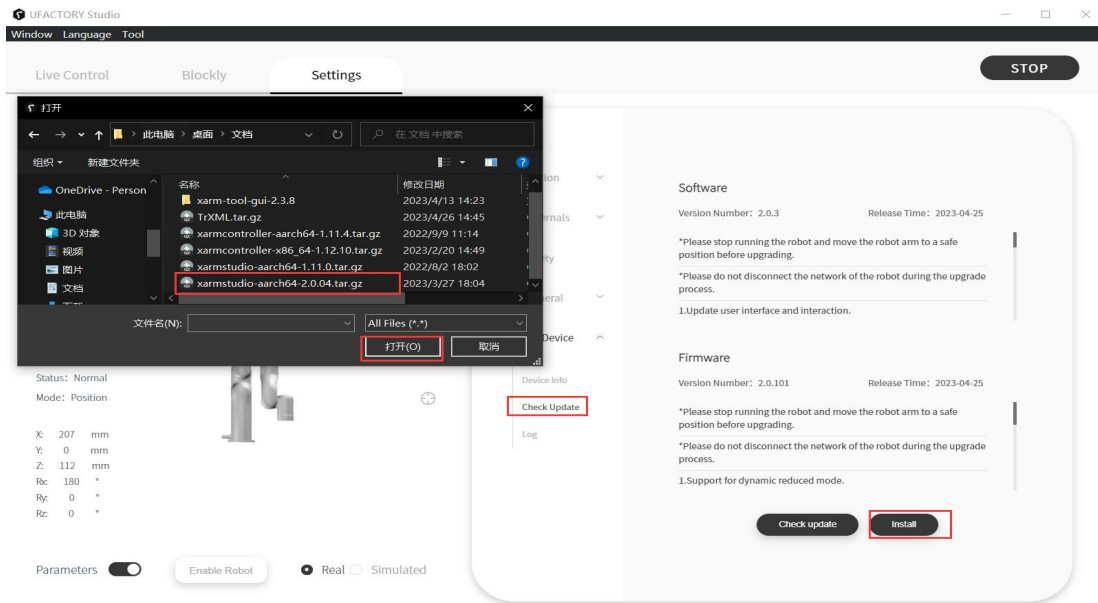 UFACTORY Studio
Window Language Tool
Live Control Blockly Settings
STOP
打开
此电脑 > 桌面 > 文档
在 文档 中搜索
组织 新建文件夹
OneDrive - Person
此电脑
3D 对象
视频
图片
文档
名称 修改日期
xarm-tool-gui-2.3.8 2023/4/13 14:23
TrXML.tar.gz 2023/4/26 14:45
xarmcontroller-aarch64-1.11.4.tar.gz 2022/9/9 11:14
xarmcontroller-x86_64-1.12.10.tar.gz 2023/2/20 14:49
xarmstudio-aarch64-1.11.0.tar.gz 2022/8/2 18:02
xarmstudio-aarch64-2.0.04.tar.gz 2023/3/27 18:04
文件名(N): All Files (*.*)
打开(O) 取消
Status: Normal
Mode: Position
X: 207 mm
Y: 0 mm
Z: 112 mm
Rx: 180 °
Ry: 0 °
Rz: 0 °
Parameters Enable Robot Real Simulated
Device
Device Info
Check Update
Log
Software
Version Number: 2.0.3 Release Time: 2023-04-25
*Please stop running the robot and move the robot arm to a safe
position before upgrading.
*Please do not disconnect the network of the robot during the upgrade
process.
1.Update user interface and interaction.
Firmware
Version Number: 2.0.101 Release Time: 2023-04-25
*Please stop running the robot and move the robot arm to a safe
position before upgrading.
*Please do not disconnect the network of the robot during the upgrade
process.
1.Support for dynamic reduced mode.
Check update Install